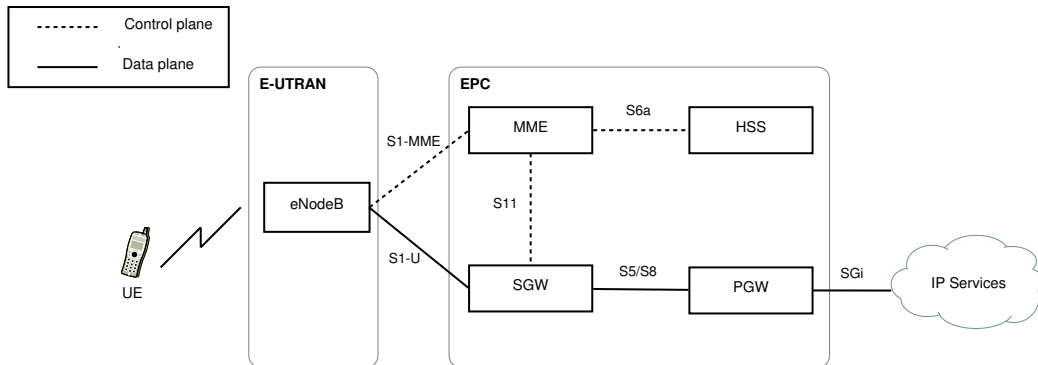 Control plane
Data plane
E-UTRAN
EPC
S1-MME
MME
S6a
HSS
eNodeB
S11
UE
S1-U
SGW
S5/S8
PGW
SGi
IP Services